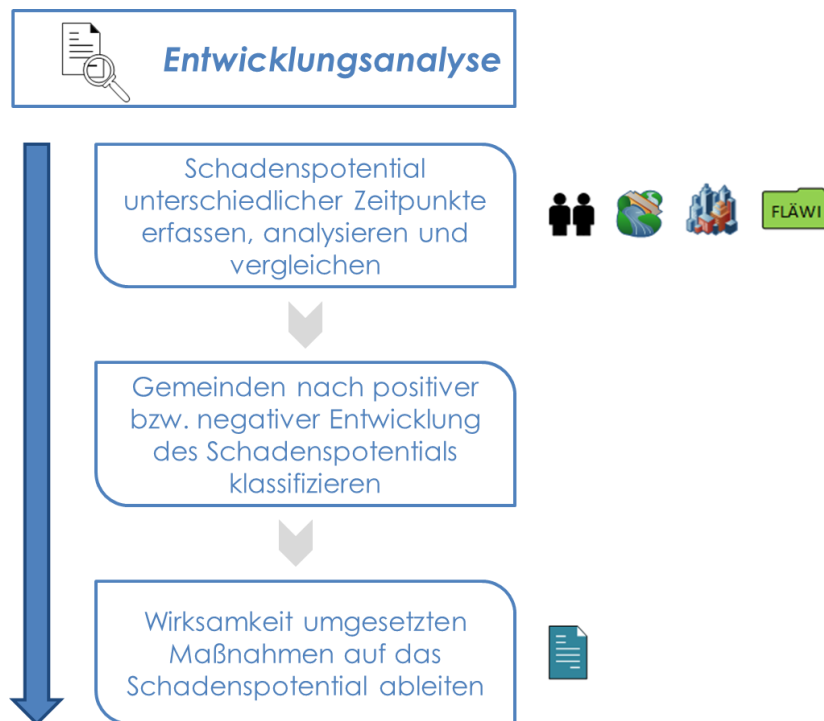 Entwicklungsanalyse
Schadenspotential
unterschiedlicher Zeitpunkte
erfassen, analysieren und
vergleichen
FLÄWI
Gemeinden nach positiver
bzw. negativer Entwicklung
des Schadenspotentials
klassifizieren
Wirksamkeit umgesetzten
Maßnahmen auf das
Schadenspotential ableiten